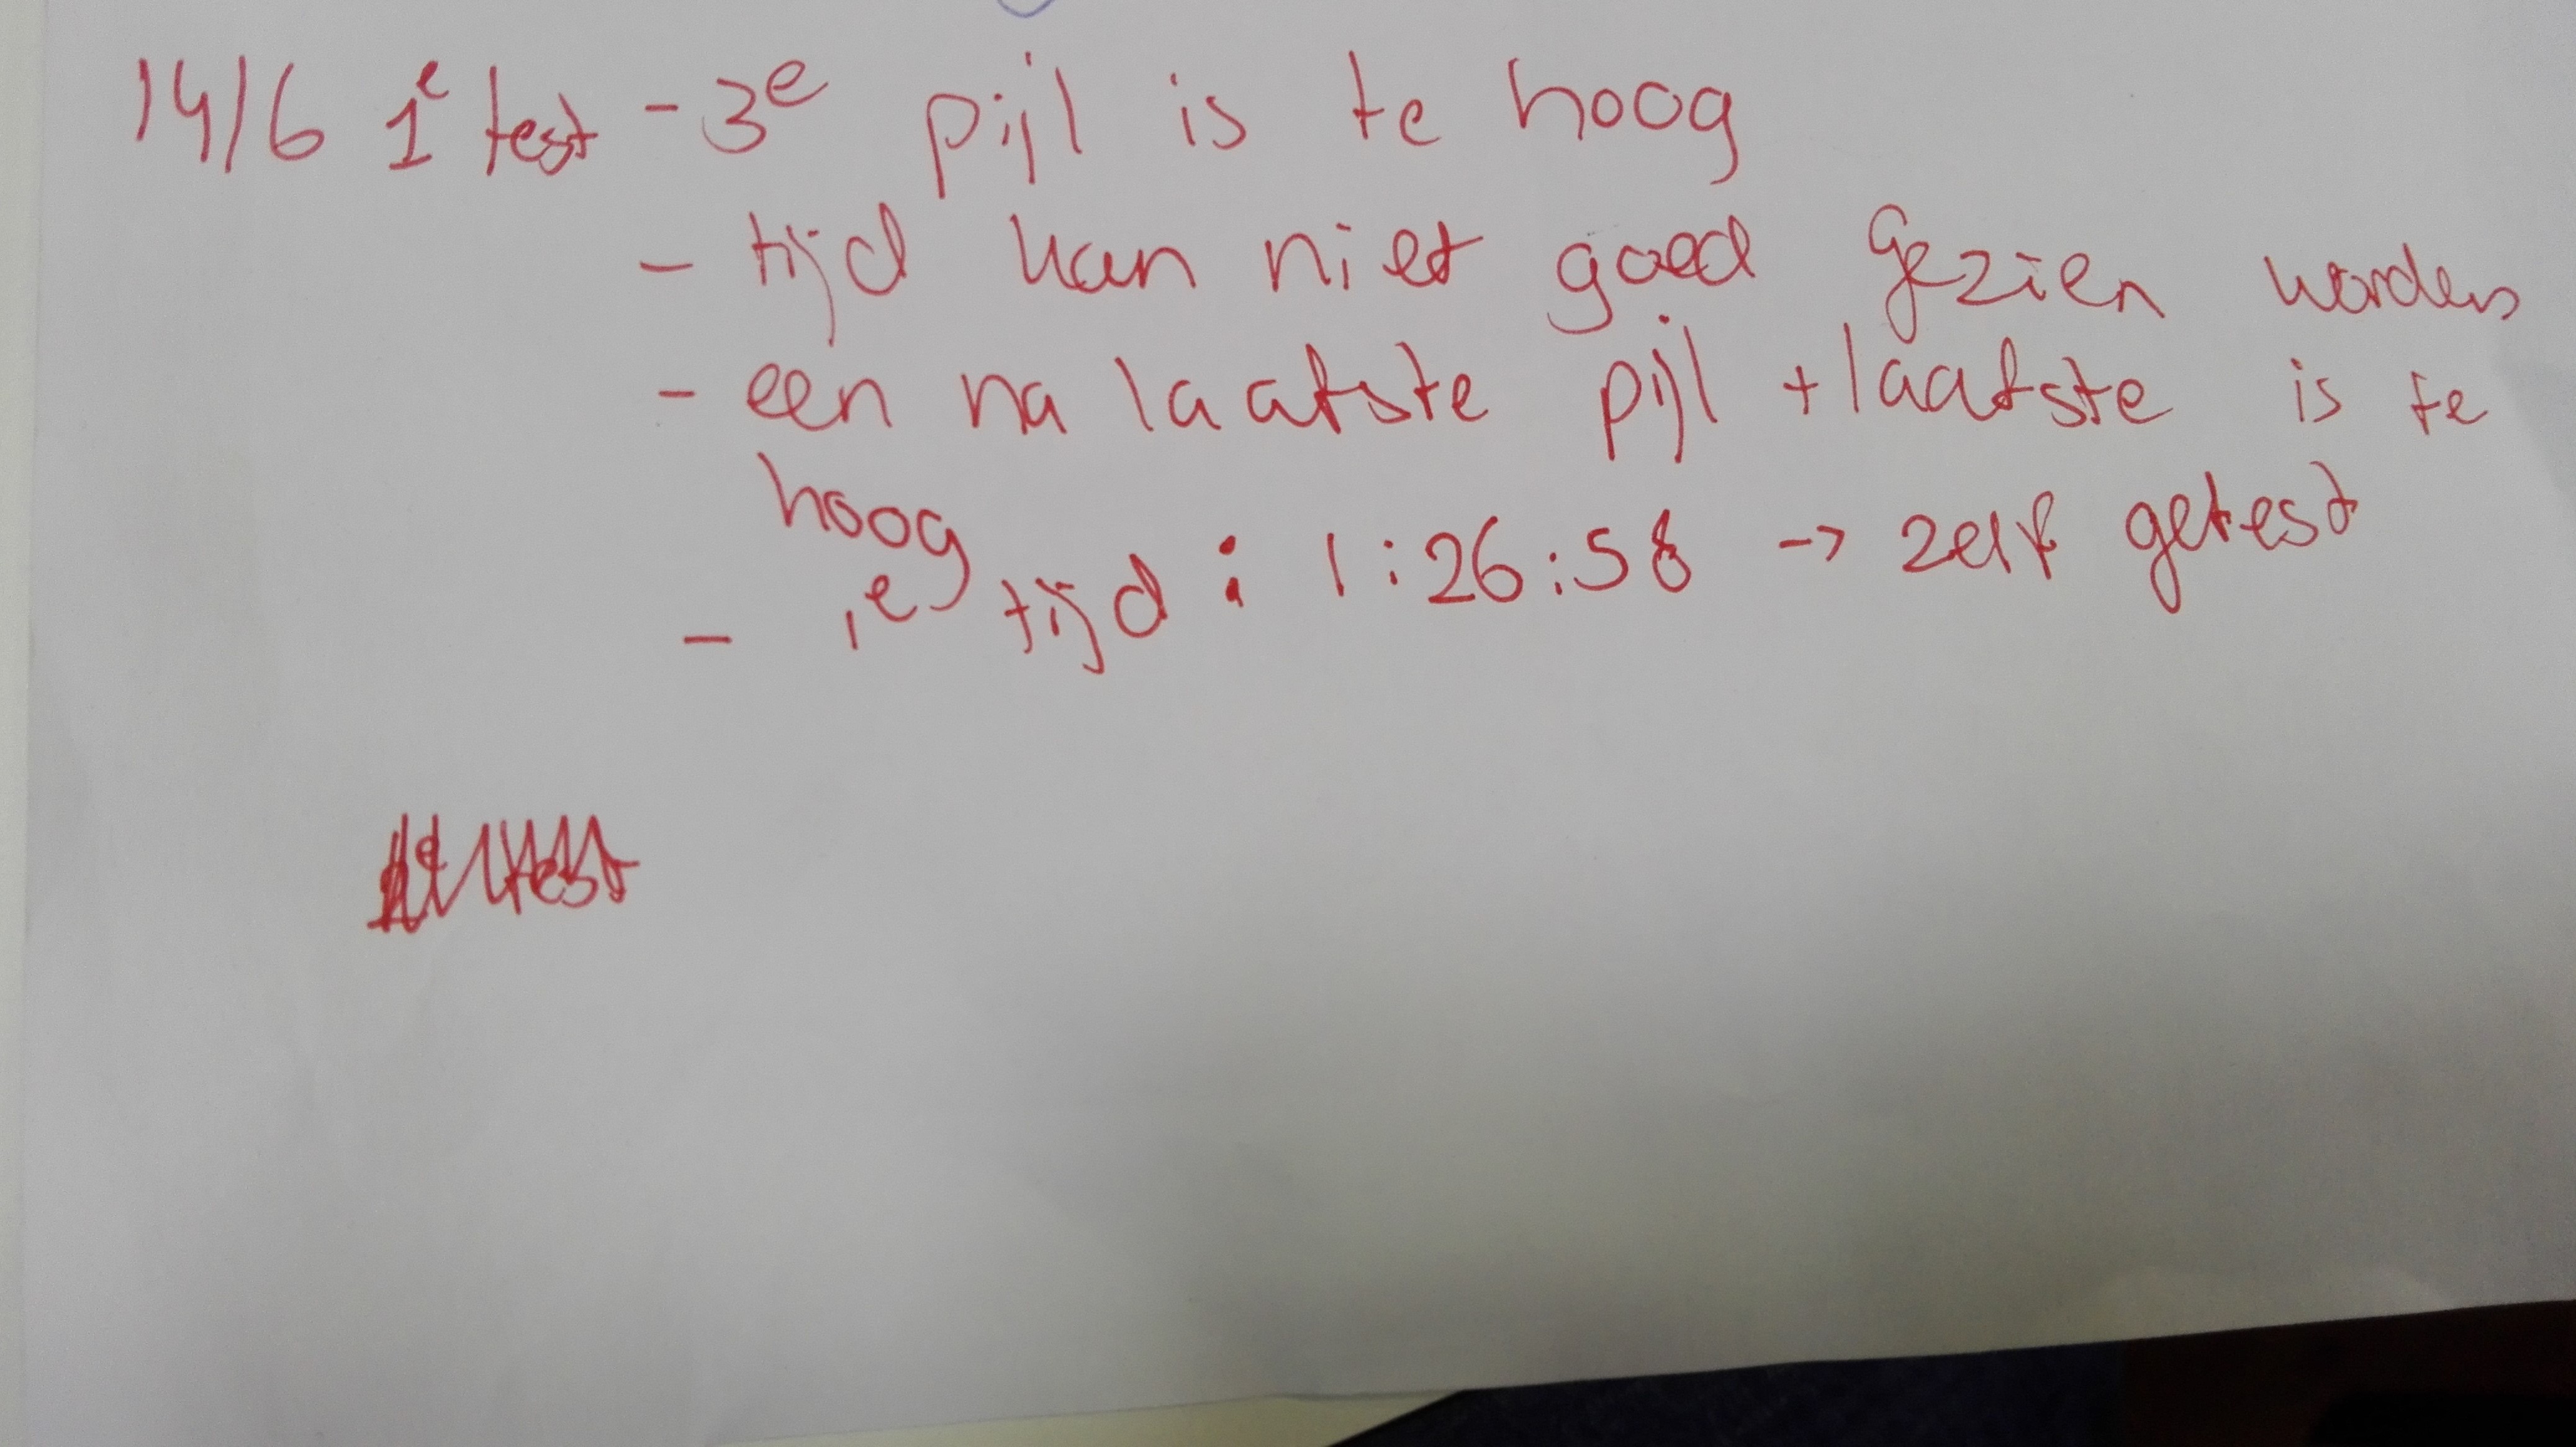 14/6 1e test - 3e pijl is te hoog
- tijd kan niet goed gezien worden
- een na laatste pijl + laatste is te
hoog
- 1e tijd : 1:26:58 -> zelf getest
test